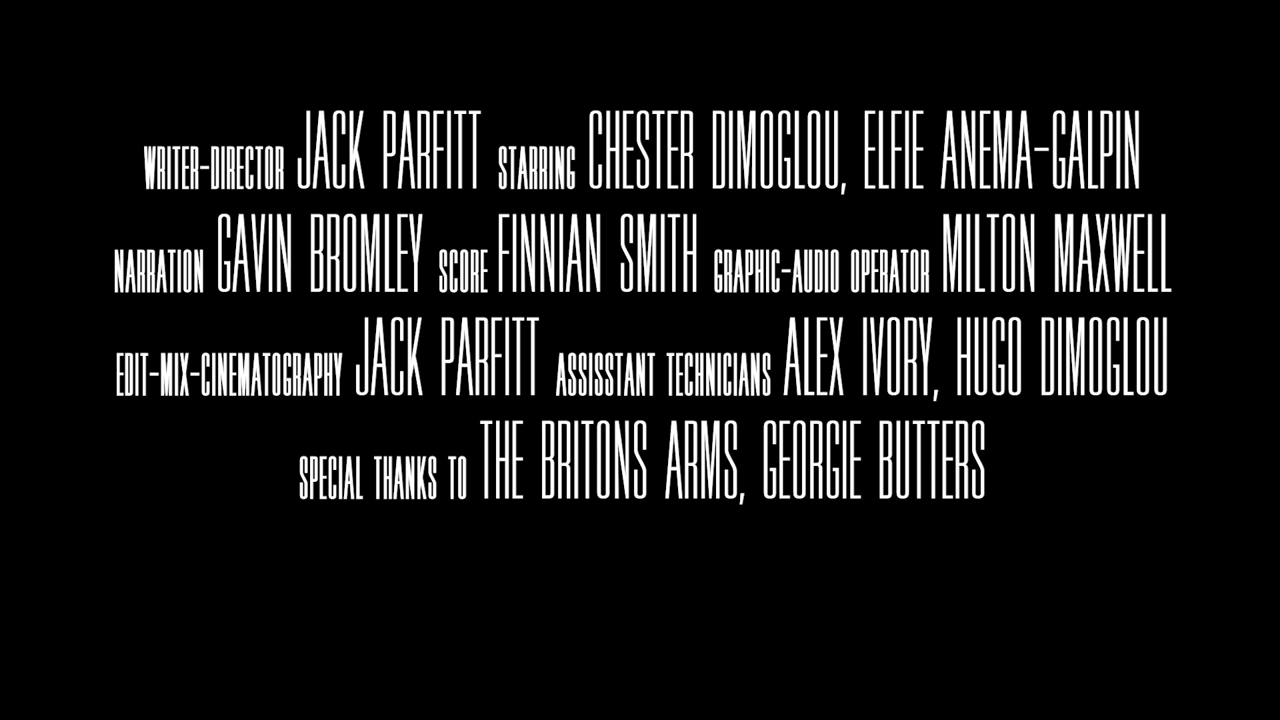 WRITER-DIRECTOR JACK PARFITT STARRING CHESTER DIMOGLOU, ELFIE ANEMA-GALPIN
NARRATION GAVIN BROMLEY SCORE FINNIAN SMITH GRAPHIC-AUDIO OPERATOR MILTON MAXWELL
EDIT-MIX-CINEMATOGRAPHY JACK PARFITT ASSISSTANT TECHNICIANS ALEX IVORY, HUGO DIMOGLOU
SPECIAL THANKS TO THE BRITONS ARMS, GEORGIE BUTTERS